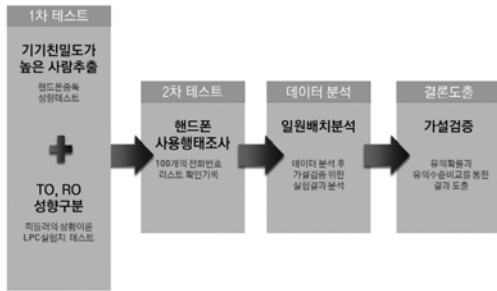 1차 테스트
기기친밀도가
높은 사람추출
핸드폰중독
성향테스트
TO, RO
성향구분
피들러의 상황이론
LPC실험지 테스트
2차 테스트
핸드폰
사용행태조사
100개의 전화번호
리스트 확인기록
데이터 분석
일원배치분석
데이터 분석 후
가설검증 위한
실험결과 분석
결론도출
가설검증
유의확률과
유의수준비교를 통한
결과 도출